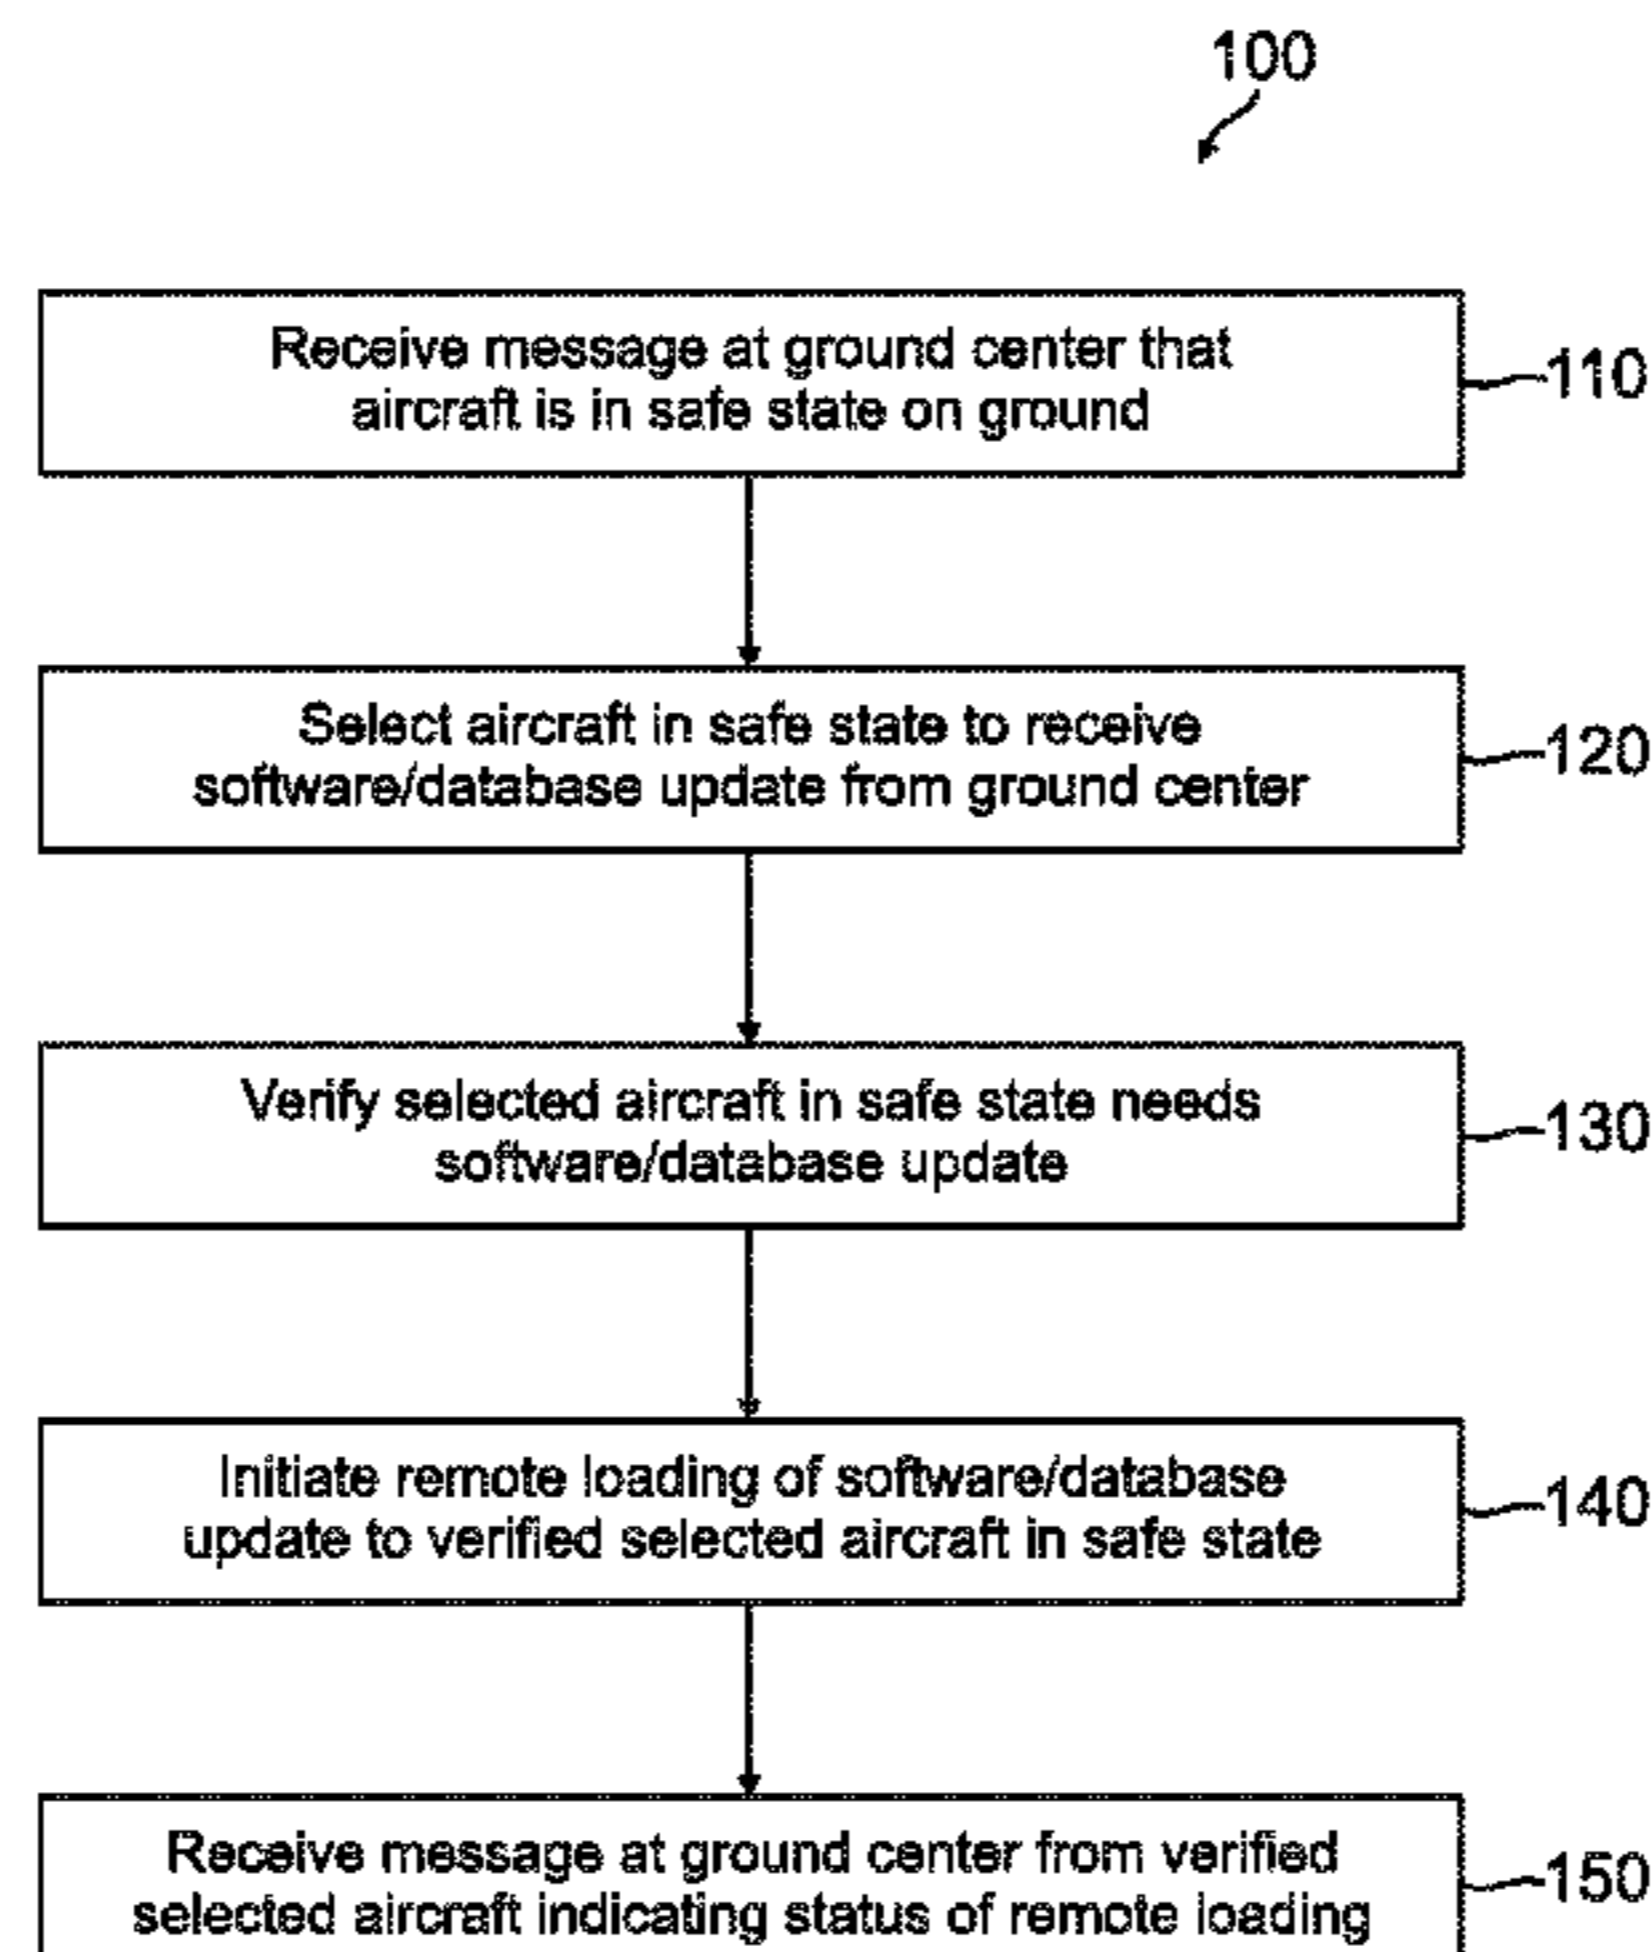 100
Receive message at ground center that
aircraft is in safe state on ground
110
Select aircraft in safe state to receive
software/database update from ground center
120
Verify selected aircraft in safe state needs
software/database update
130
Initiate remote loading of software/database
update to verified selected aircraft in safe state
140
Receive message at ground center from verified
selected aircraft indicating status of remote loading
150